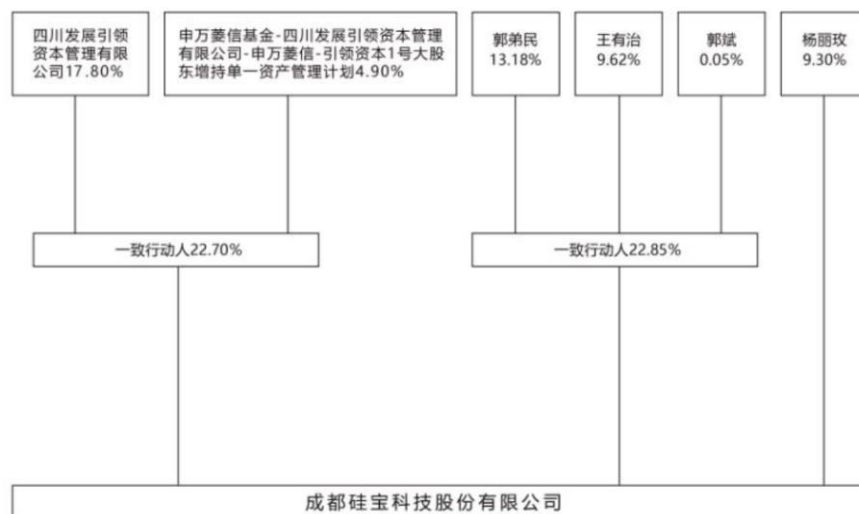 四川发展引领
资本管理有限
公司17.80%
申万菱信基金-四川发展引领资本管理
有限公司-申万菱信-引领资本1号大股
东增持单一资产管理计划4.90%
郭弟民
13.18%
王有治
9.62%
郭斌
0.05%
杨丽玫
9.30%
一致行动人22.70%
一致行动人22.85%
成都硅宝科技股份有限公司